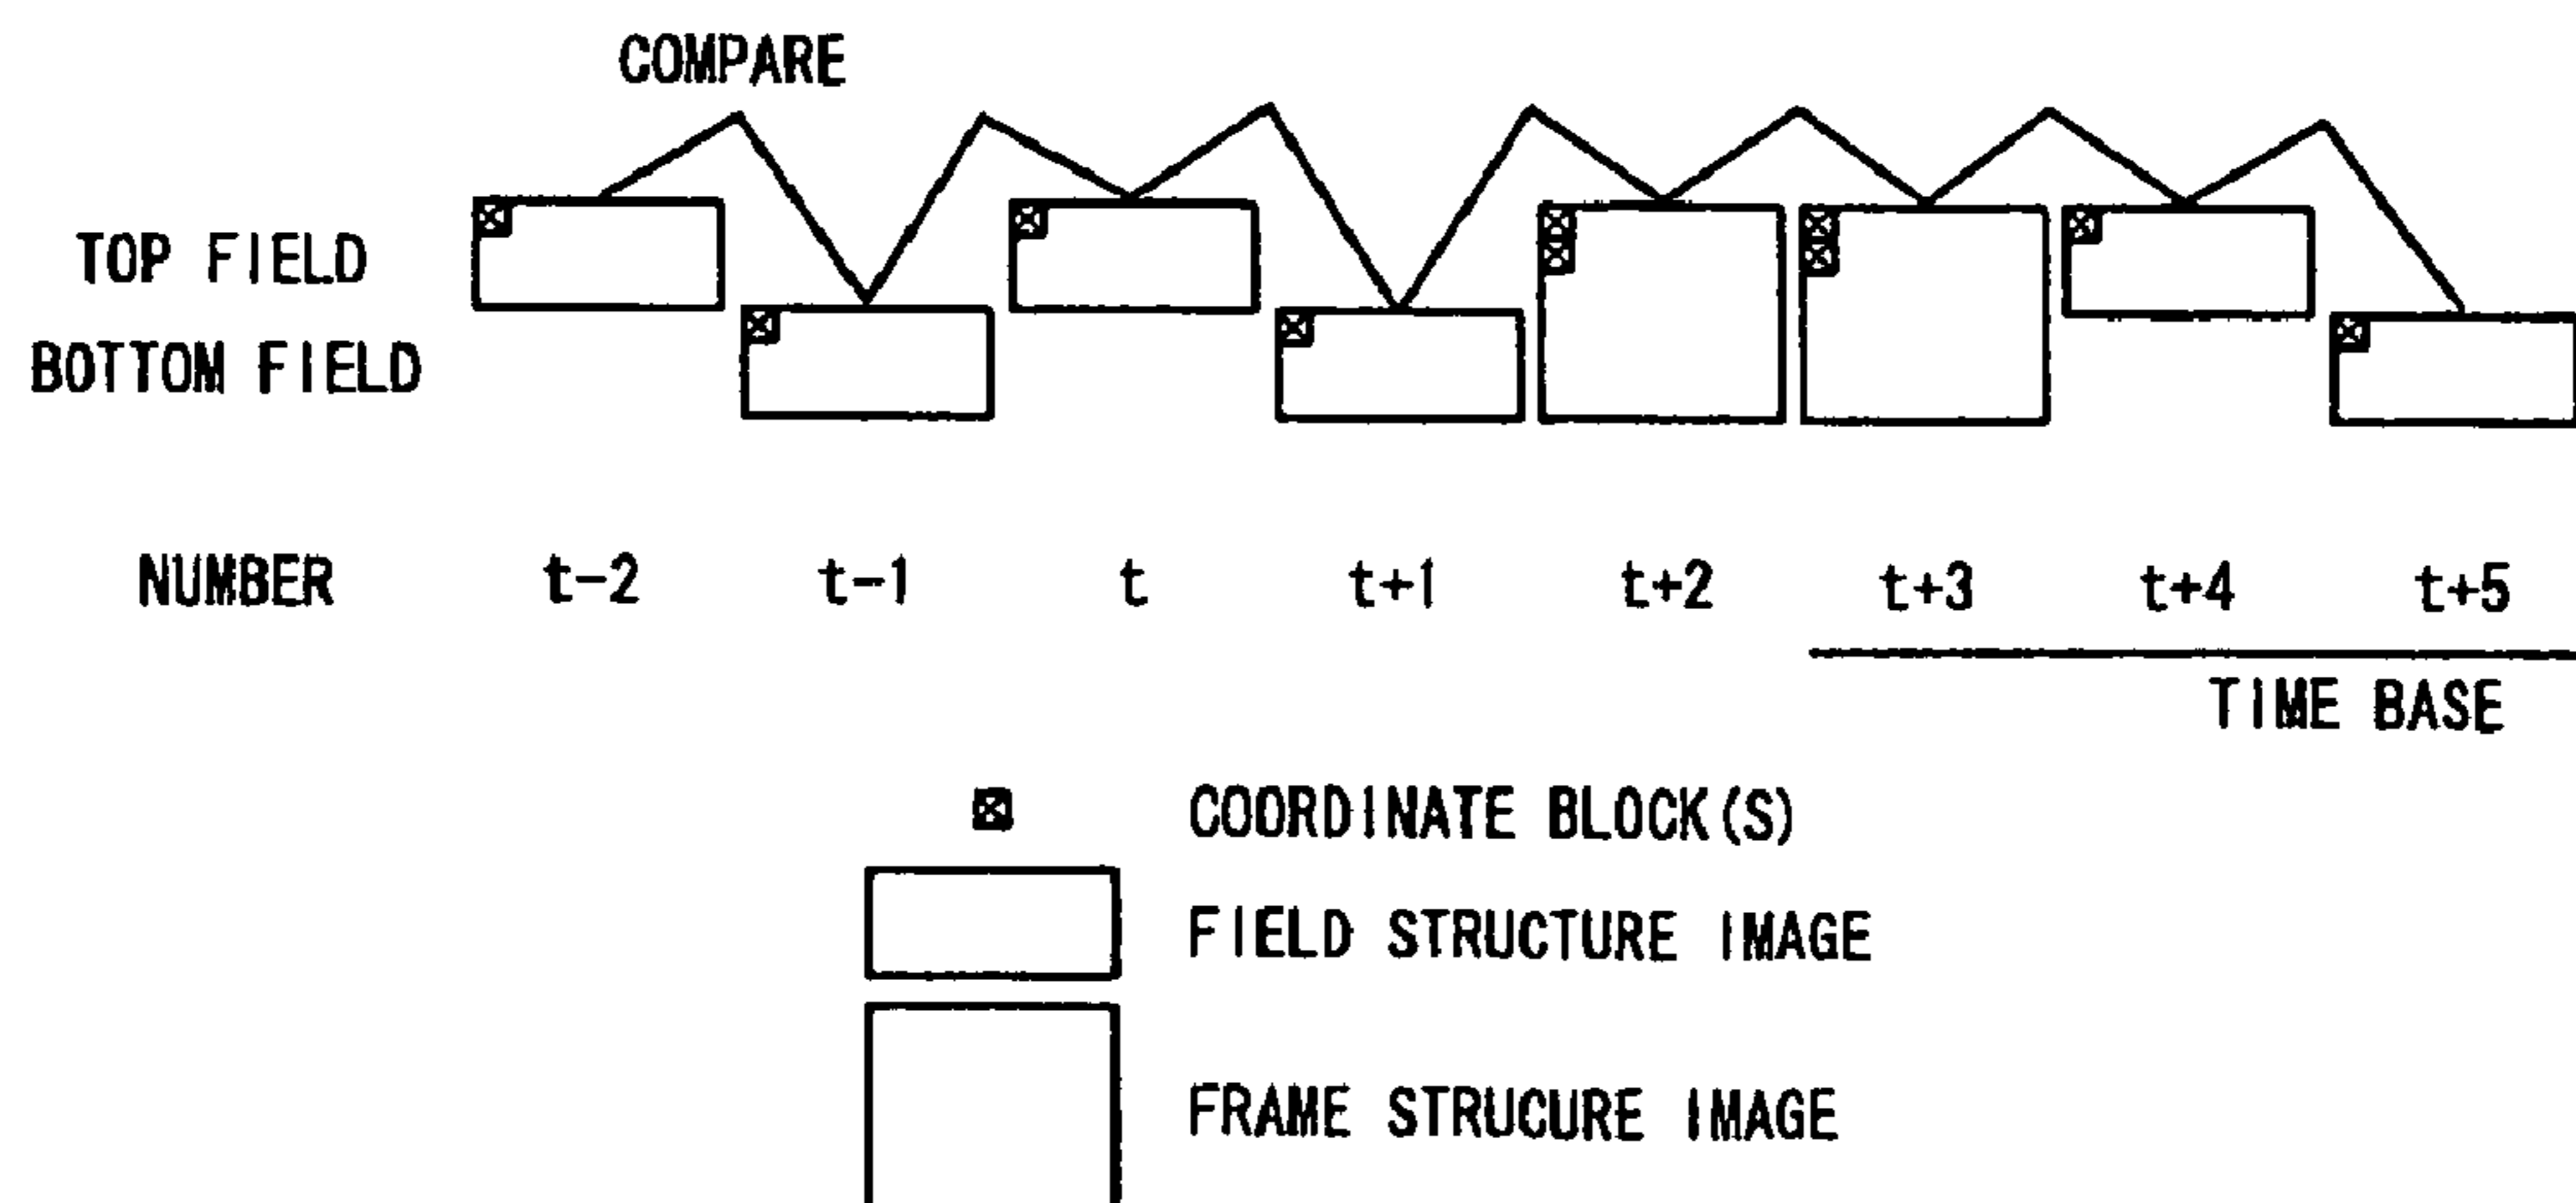 COMPARE
TOP FIELD
BOTTOM FIELD
NUMBER t-2 t-1 t t+1 t+2 t+3 t+4 t+5
TIME BASE
COORDINATE BLOCK(S)
FIELD STRUCTURE IMAGE
FRAME STRUCURE IMAGE